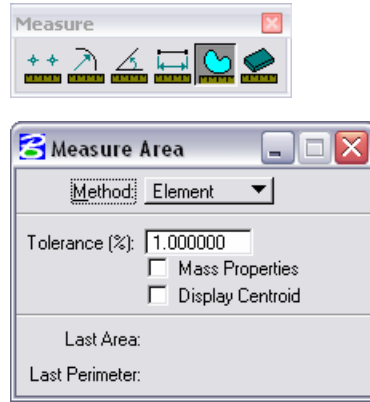 Measure
Measure Area
Method: Element
Tolerance (%): 1.000000
Mass Properties
Display Centroid
Last Area:
Last Perimeter: